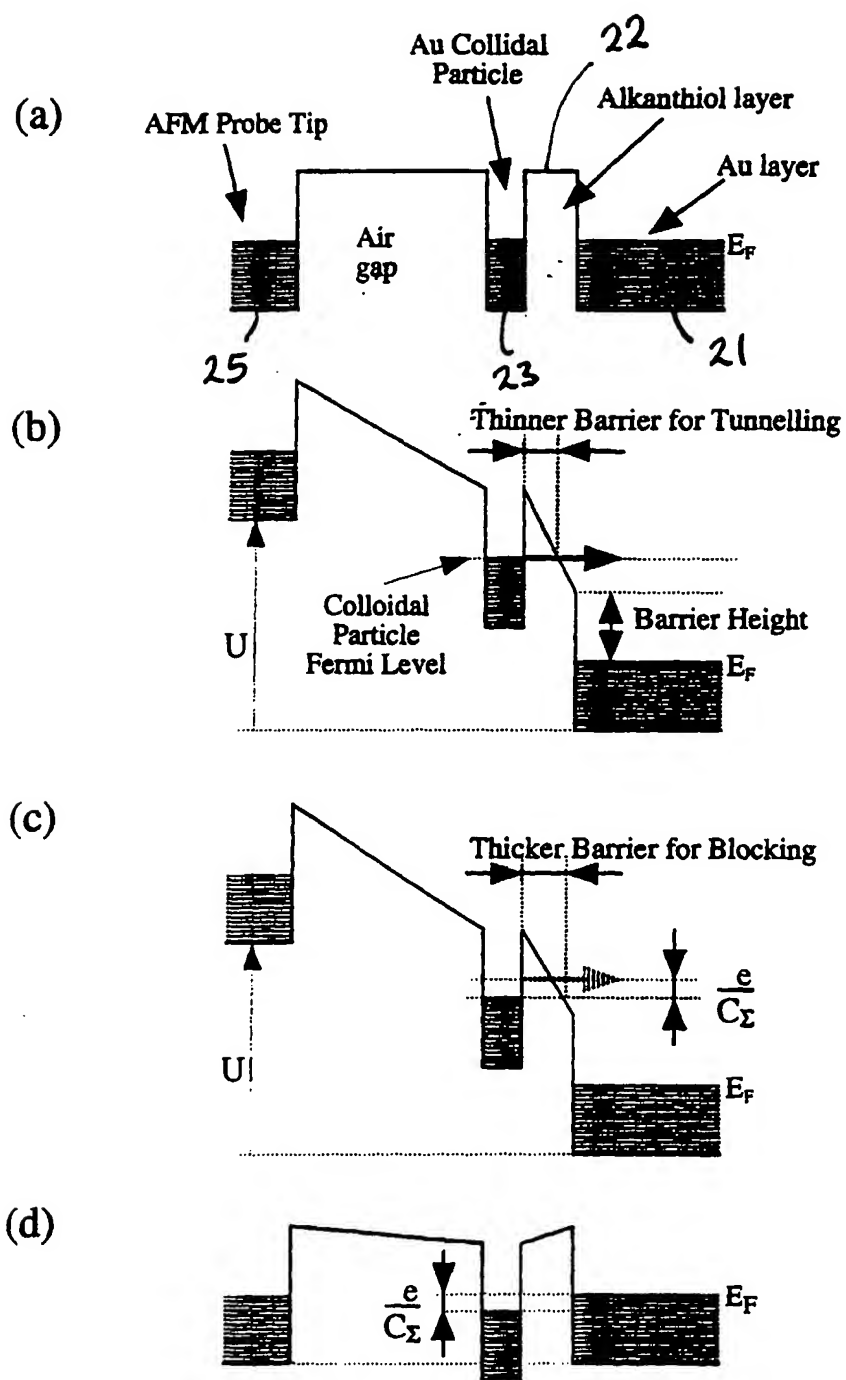 (a)
AFM Probe Tip
Au Collidal
Particle
22
Alkanthiol layer
Au layer
Air
gap
E_F
25
23
21
(b)
Thinner Barrier for Tunnelling
Colloidal
Particle
Fermi Level
Barrier Height
U
E_F
(c)
Thicker Barrier for Blocking
e
C_Σ
U
E_F
(d)
e
C_Σ
E_F